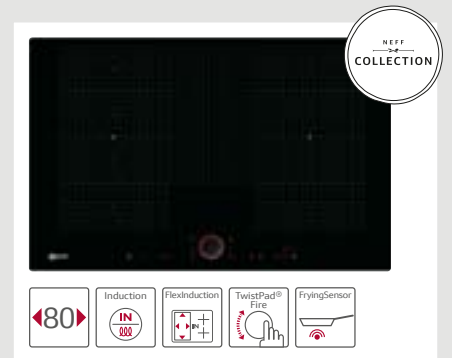 NEFF
COLLECTION
80
Induction
IN
FlexInduction
IN
TwistPad®
Fire
FryingSensor